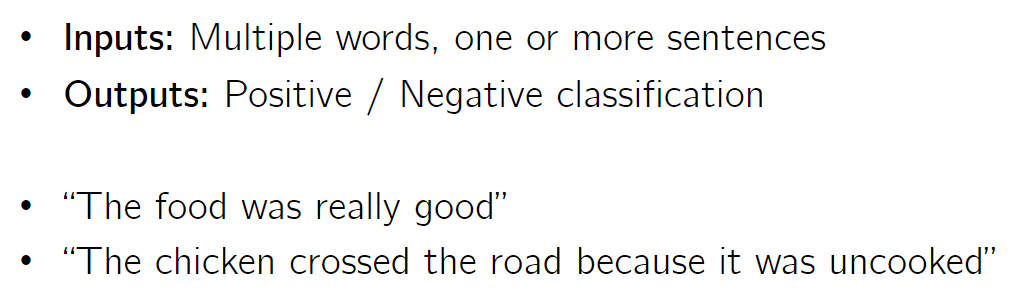 • Inputs: Multiple words, one or more sentences
• Outputs: Positive / Negative classification
• “The food was really good”
• “The chicken crossed the road because it was uncooked”